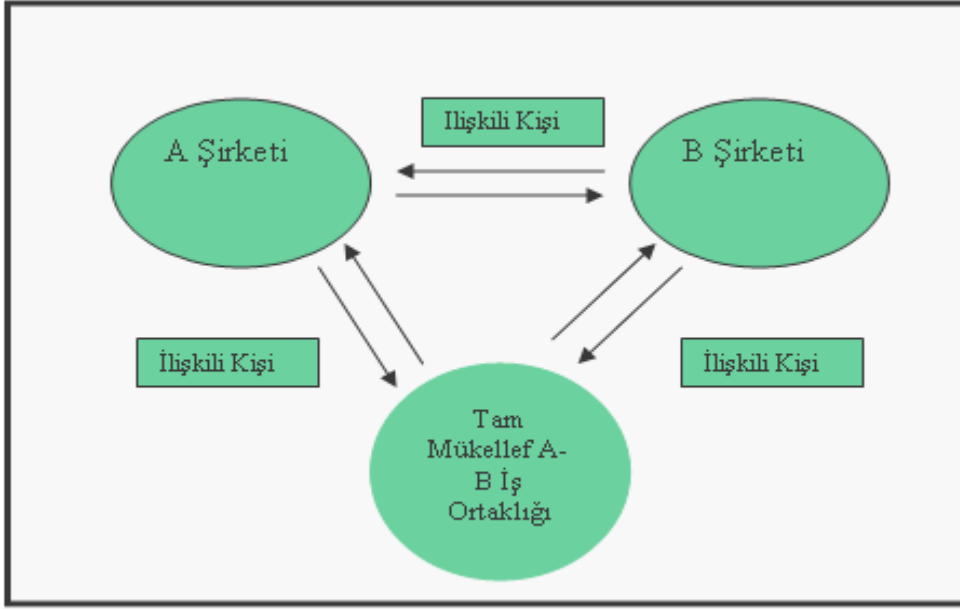 Ilişkili Kişi
A Şirketi
B Şirketi
İlişkili Kişi
İlişkili Kişi
Tam
Mükellef A-
B İş
Ortaklığı